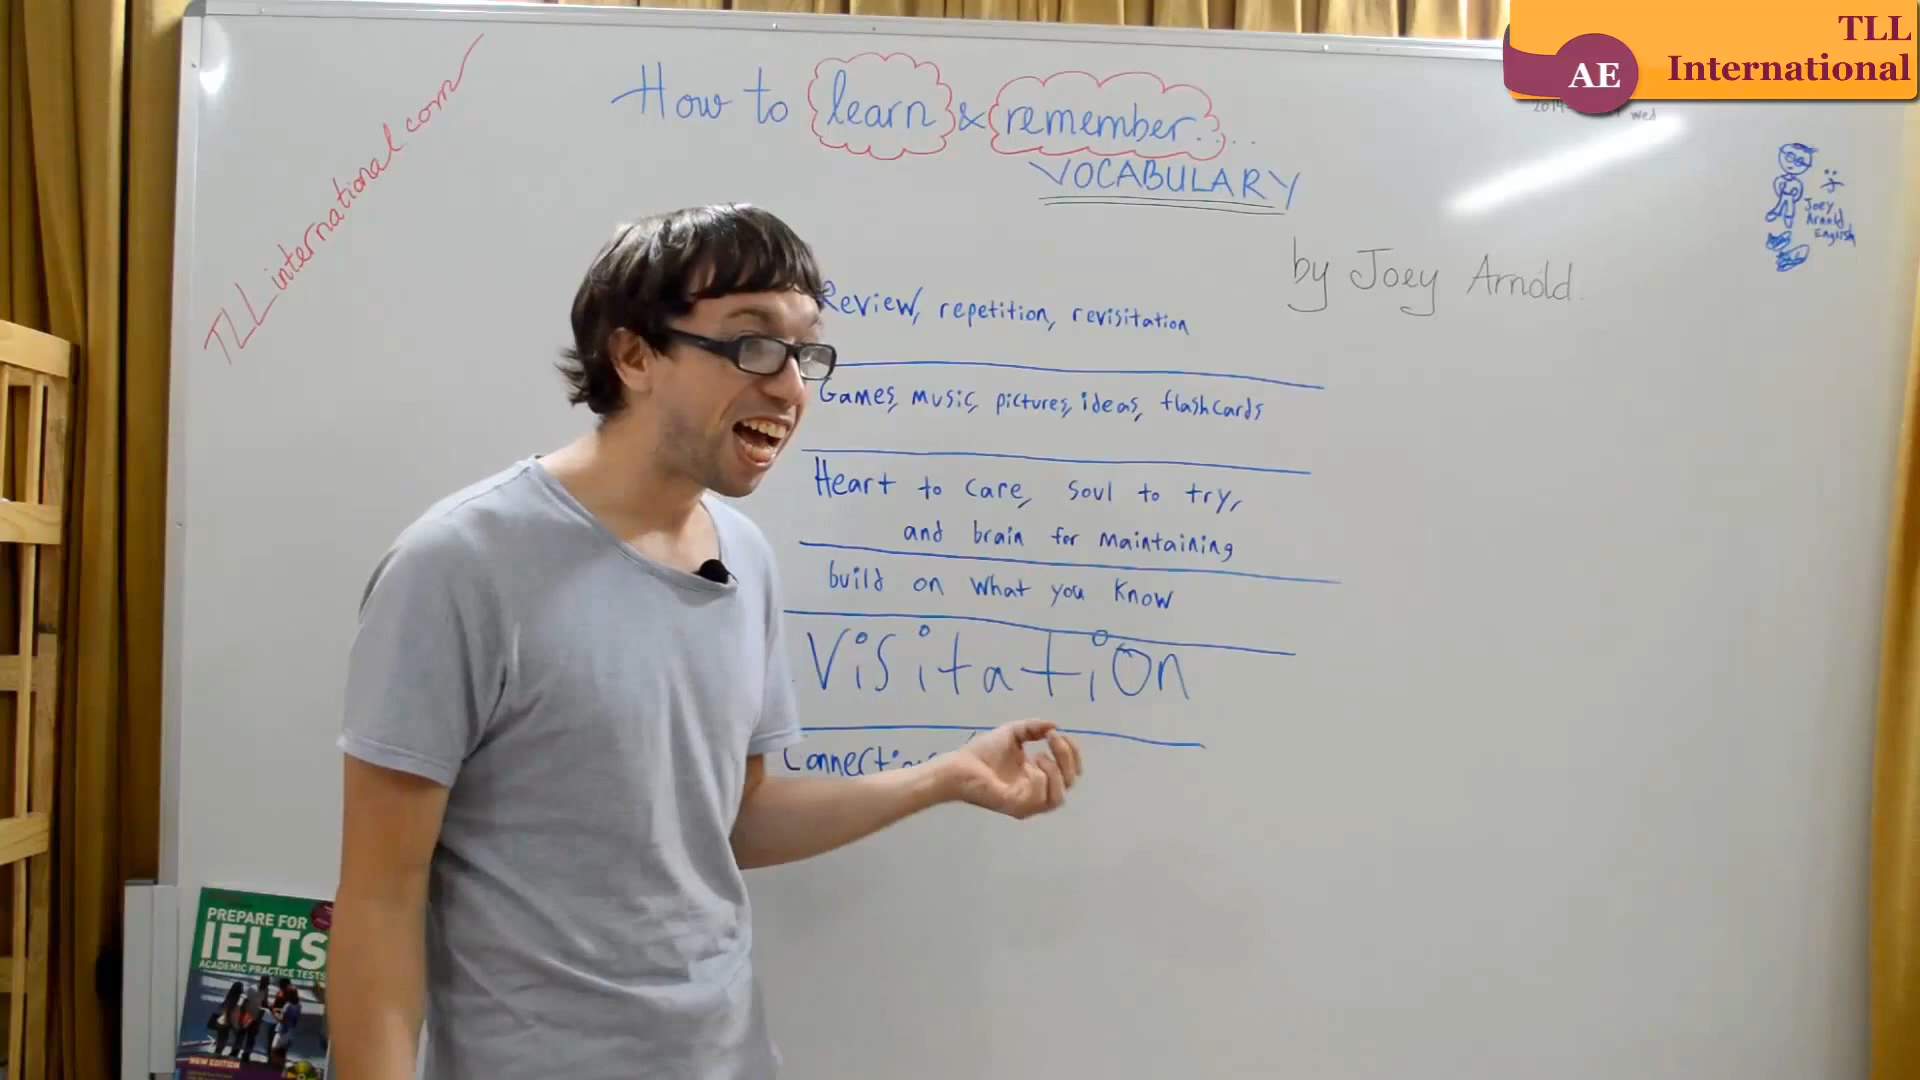 TLL
International
AE
How to learn & remember....
VOCABULARY
TLL international.com
wed
Joey
Arnold
English
by Joey Arnold.
Review, repetition, revisitation
Games, music, pictures, ideas, flashcards
Heart to care, soul to try,
and brain for maintaining
build on what you know
Visitation
PREPARE FOR
IELTS
ACADEMIC PRACTICE TESTS
NEW EDITION